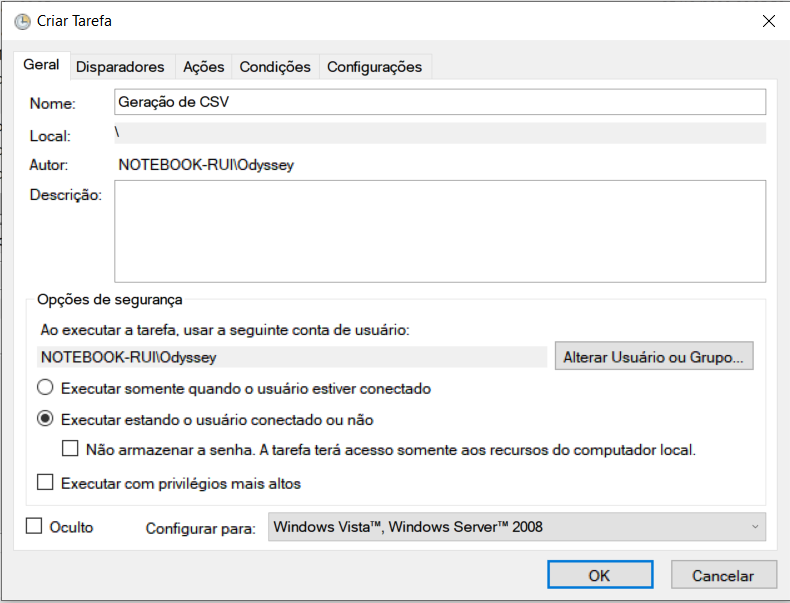 Criar Tarefa
Geral Disparadores Ações Condições Configurações
Nome: Geração de CSV
Local: \
Autor: NOTEBOOK-RUI\Odyssey
Descrição:
Opções de segurança
Ao executar a tarefa, usar a seguinte conta de usuário:
NOTEBOOK-RUI\Odyssey Alterar Usuário ou Grupo...
Executar somente quando o usuário estiver conectado
Executar estando o usuário conectado ou não
Não armazenar a senha. A tarefa terá acesso somente aos recursos do computador local.
Executar com privilégios mais altos
Oculto Configurar para: Windows Vista™, Windows Server™ 2008
OK Cancelar